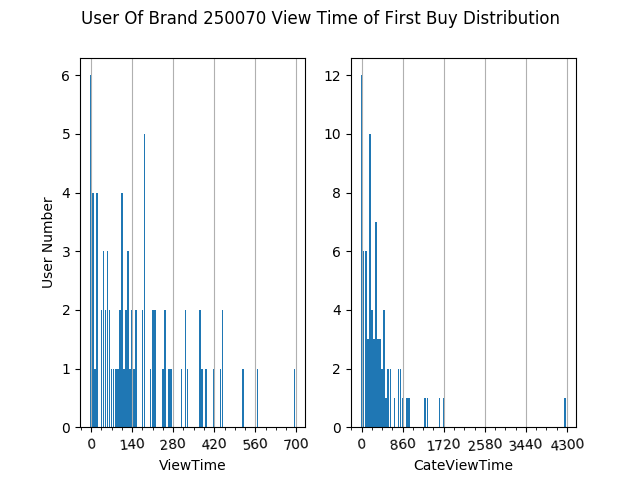 User Of Brand 250070 View Time of First Buy Distribution
User Number
6
5
4
3
2
1
0
0 140 280 420 560 700
ViewTime
12
10
8
6
4
2
0
0 860 1720 2580 3440 4300
CateViewTime